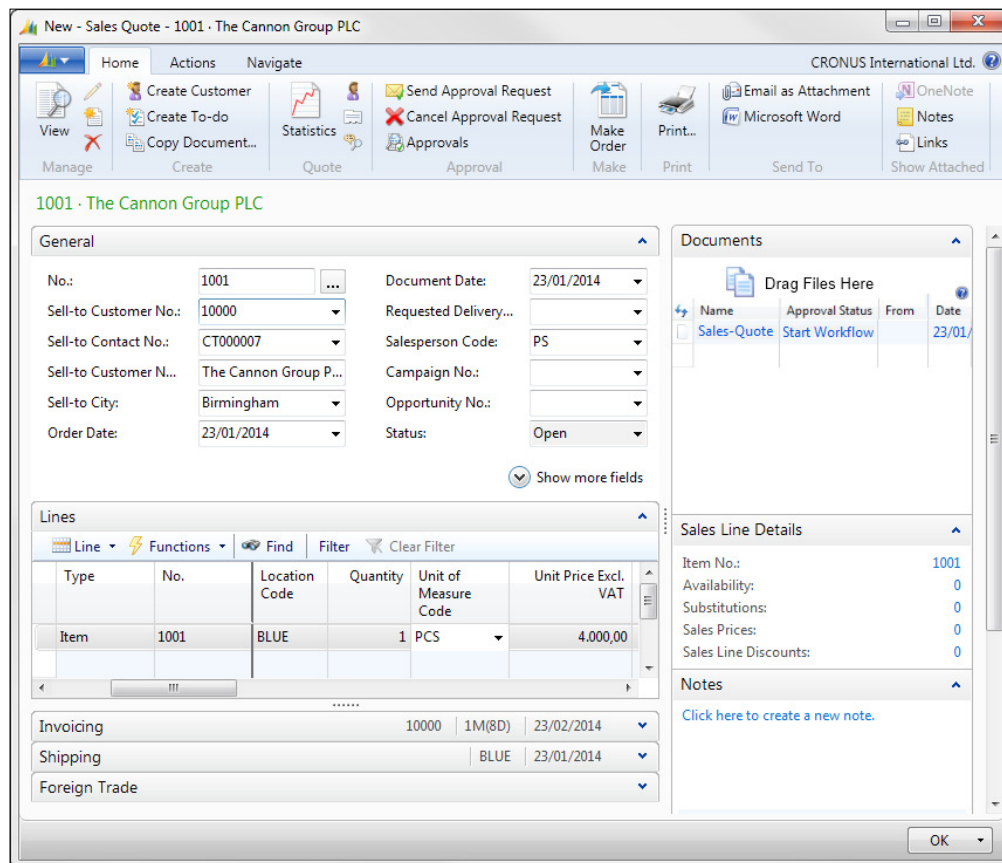 New - Sales Quote - 1001 · The Cannon Group PLC
Home Actions Navigate CRONUS International Ltd.
View
Manage
Create Customer
Create To-do
Copy Document...
Create
Statistics
Quote
Send Approval Request
Cancel Approval Request
Approvals
Approval
Make
Order
Make
Print...
Print
Email as Attachment
Microsoft Word
Send To
OneNote
Notes
Links
Show Attached
1001 · The Cannon Group PLC
General
No.: 1001 ...
Sell-to Customer No.: 10000
Sell-to Contact No.: CT000007
Sell-to Customer N... The Cannon Group P...
Sell-to City: Birmingham
Order Date: 23/01/2014
Document Date: 23/01/2014
Requested Delivery...
Salesperson Code: PS
Campaign No.:
Opportunity No.:
Status: Open
Show more fields
Lines
Line Functions Find Filter Clear Filter
Type No. Location Code Quantity Unit of Measure Code Unit Price Excl. VAT
Item 1001 BLUE 1 PCS 4.000,00
Invoicing 10000 1M(8D) 23/02/2014
Shipping BLUE 23/01/2014
Foreign Trade
Documents
Drag Files Here
Name Approval Status From Date
Sales-Quote Start Workflow 23/01/
Sales Line Details
Item No.: 1001
Availability: 0
Substitutions: 0
Sales Prices: 0
Sales Line Discounts: 0
Notes
Click here to create a new note.
OK